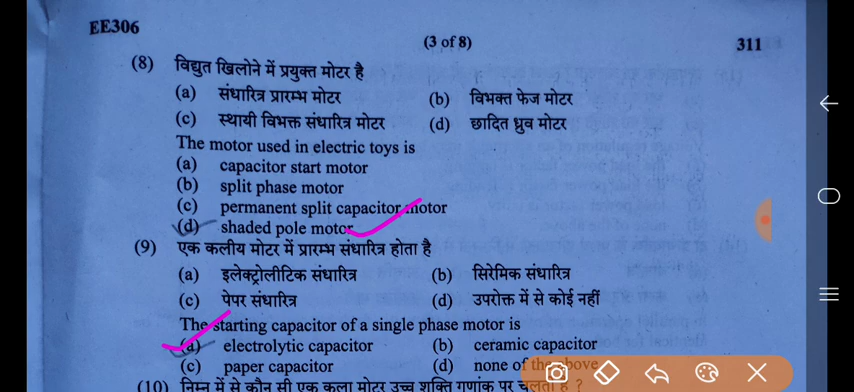 EE306
(3 of 8)
311
(8) विद्युत खिलोने में प्रयुक्त मोटर है
(a) संधारित्र प्रारम्भ मोटर (b) विभक्त फेज मोटर
(c) स्थायी विभक्त संधारित्र मोटर (d) छादित ध्रुव मोटर
The motor used in electric toys is
(a) capacitor start motor
(b) split phase motor
(c) permanent split capacitor motor
(d) shaded pole motor
(9) एक कलीय मोटर में प्रारम्भ संधारित्र होता है
(a) इलेक्ट्रोलीटिक संधारित्र (b) सिरेमिक संधारित्र
(c) पेपर संधारित्र (d) उपरोक्त में से कोई नहीं
The starting capacitor of a single phase motor is
(a) electrolytic capacitor (b) ceramic capacitor
(c) paper capacitor (d) none of the above
(10) निम्न में से कौन सी एक कला मोटर उच्च शक्ति गुणांक पर चलता है ?